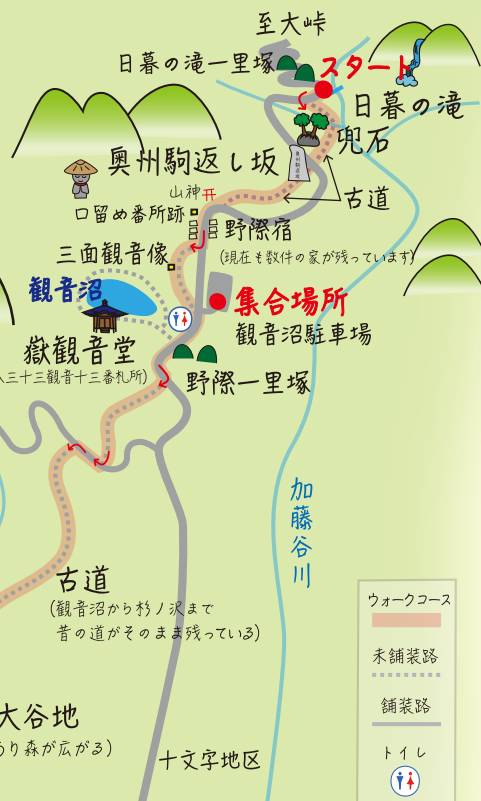 至大峠
日暮の滝一里塚
スタート
日暮の滝
兜石
奥州駒返し坂
奥州駒返坂
山神
古道
口留め番所跡
野際宿
(現在も数件の家が残っています)
三面観音像
観音沼
集合場所
観音沼駐車場
嶽観音堂
三十三観音十三番札所)
野際一里塚
加藤谷川
古道
(観音沼から杉ノ沢まで
昔の道がそのまま残っている)
ウォークコース
未舗装路
舗装路
トイレ
大谷地
り森が広がる)
十文字地区